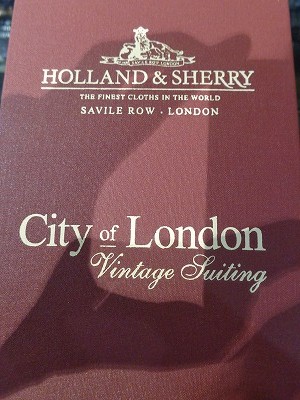 HOLLAND & SHERRY
THE FINEST CLOTHS IN THE WORLD
SAVILE ROW · LONDON
City of London
Vintage Suiting